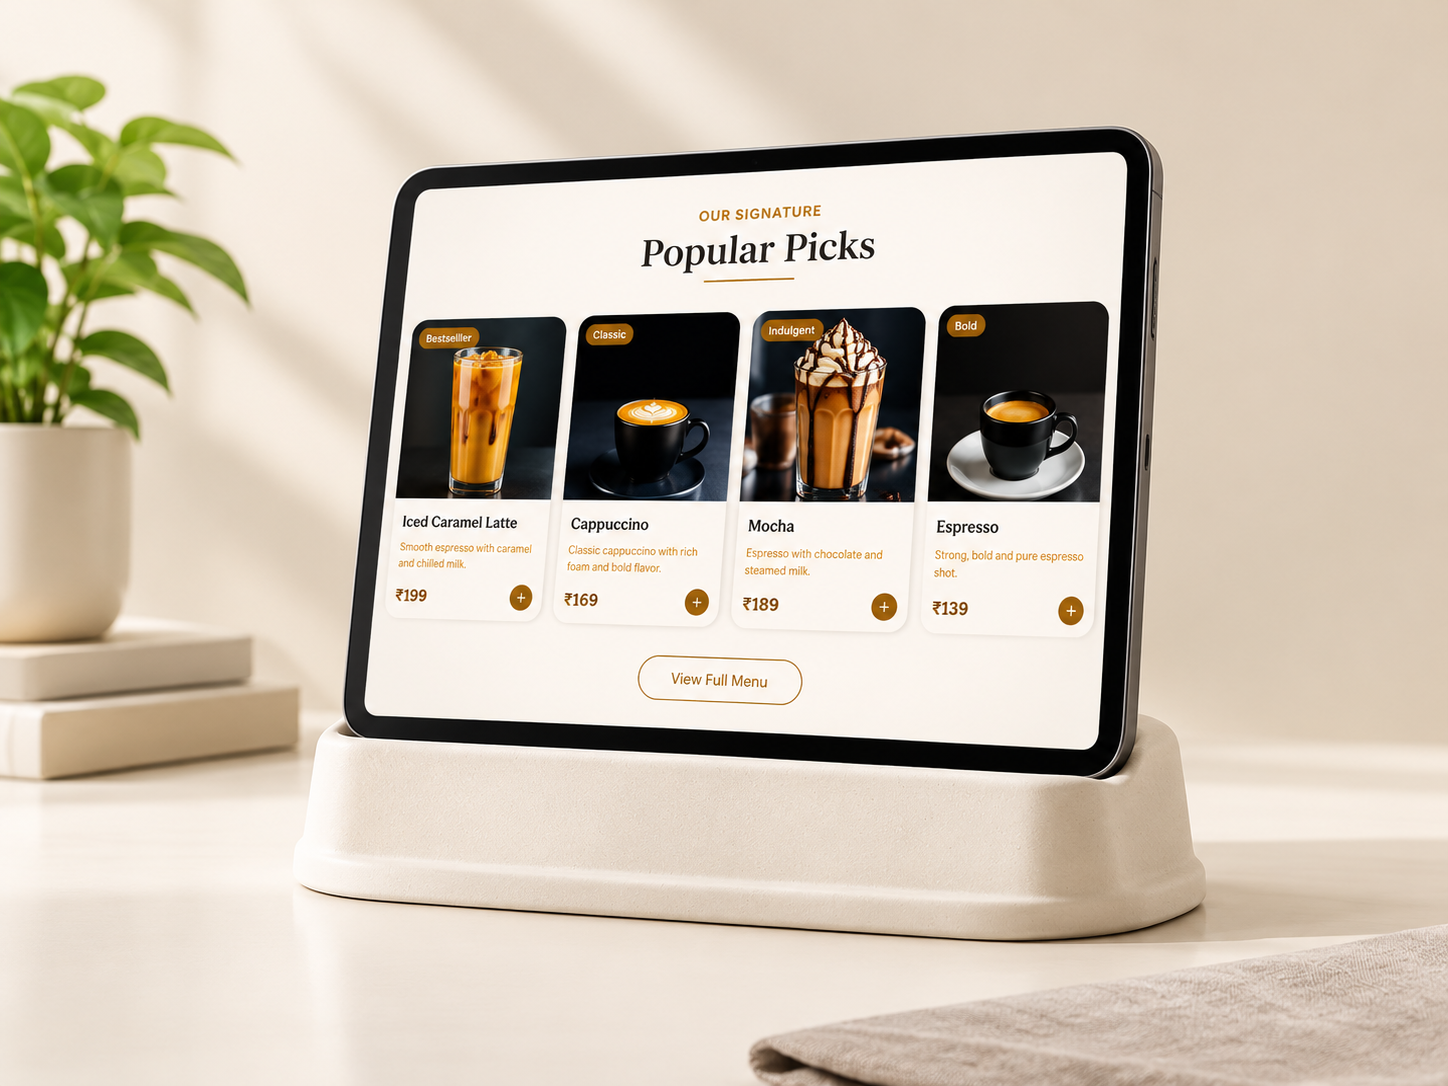 OUR SIGNATURE
Popular Picks
Bestseller
Iced Caramel Latte
Smooth espresso with caramel
and chilled milk.
₹199
+
Classic
Cappuccino
Classic cappuccino with rich
foam and bold flavor.
₹169
+
Indulgent
Mocha
Espresso with chocolate and
steamed milk.
₹189
+
Bold
Espresso
Strong, bold and pure espresso
shot.
₹139
+
View Full Menu